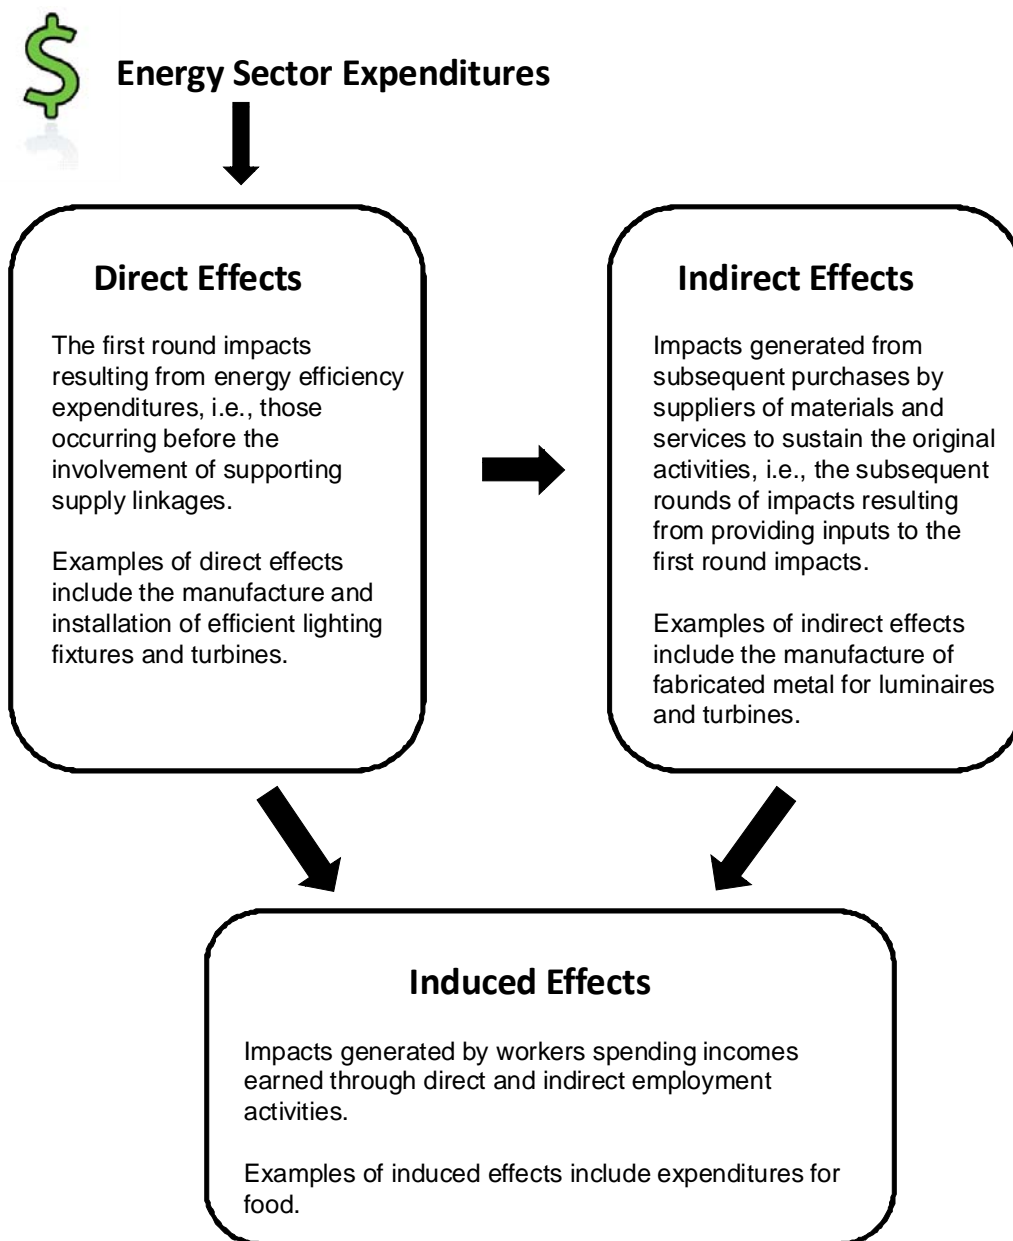 $
Energy Sector Expenditures
Direct Effects
The first round impacts
resulting from energy efficiency
expenditures, i.e., those
occurring before the
involvement of supporting
supply linkages.
Examples of direct effects
include the manufacture and
installation of efficient lighting
fixtures and turbines.
Indirect Effects
Impacts generated from
subsequent purchases by
suppliers of materials and
services to sustain the original
activities, i.e., the subsequent
rounds of impacts resulting
from providing inputs to the
first round impacts.
Examples of indirect effects
include the manufacture of
fabricated metal for luminaires
and turbines.
Induced Effects
Impacts generated by workers spending incomes
earned through direct and indirect employment
activities.
Examples of induced effects include expenditures for
food.